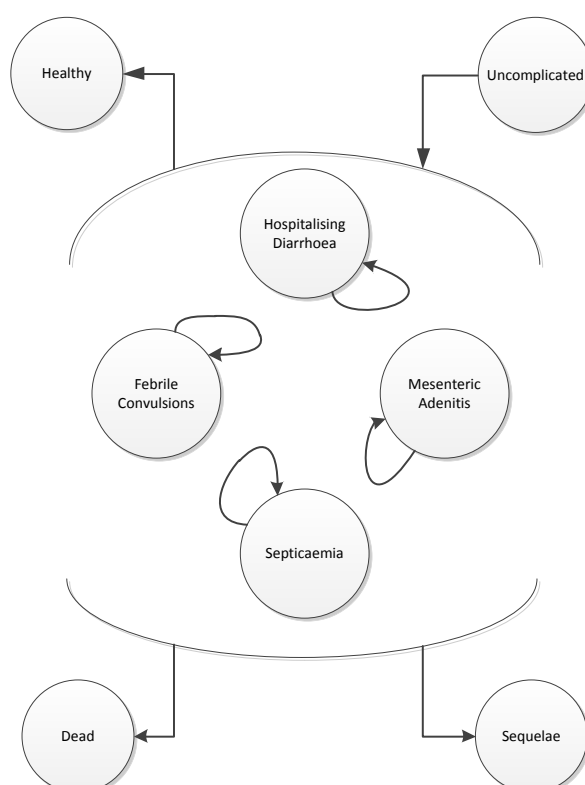 Healthy
Uncomplicated
Hospitalising
Diarrhoea
Febrile
Convulsions
Mesenteric
Adenitis
Septicaemia
Dead
Sequelae